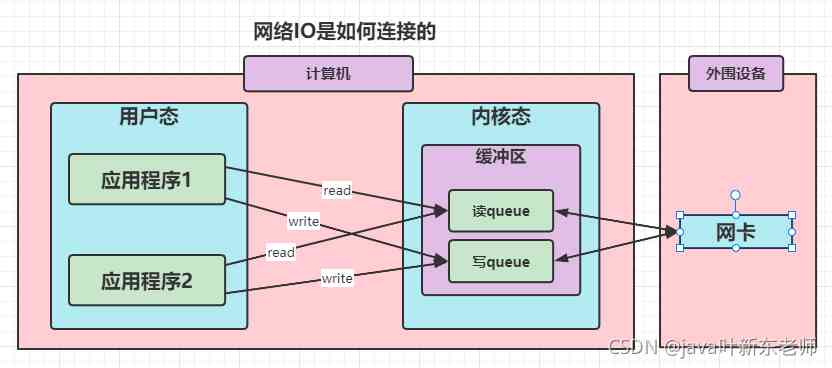 网络IO是如何连接的
计算机
外围设备
用户态
内核态
缓冲区
应用程序1
read
读queue
write
网卡
read
写queue
应用程序2
write
CSDN @java叶新东老师